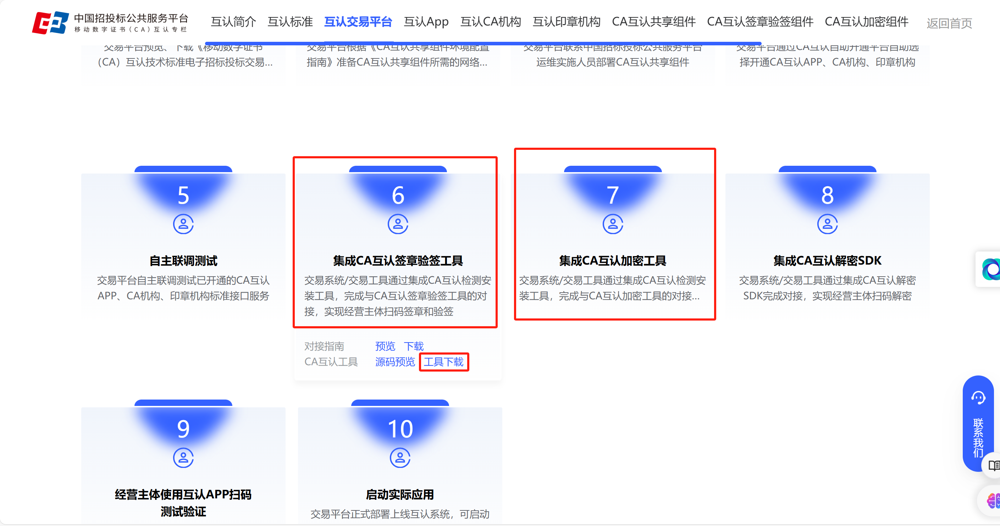 中国招投标公共服务平台
移动数字证书(CA)互认专栏
互认简介 互认标准 互认交易平台 互认App 互认CA机构 互认印章机构 CA互认共享组件 CA互认签章验签组件 CA互认加密组件 返回首页
交易平台预览、下载《移动数字证书
（CA）互认技术标准电子招标投标交易...
交易平台根据《CA互认共享组件环境配置
指南》准备CA互认共享组件所需的网络...
交易平台联系中国招标投标公共服务平台
运维实施人员部署CA互认共享组件
交易平台通过CA互认自助开通平台自助选
择开通CA互认APP、CA机构、印章机构
5
自主联调测试
交易平台自主联调测试已开通的CA互认
APP、CA机构、印章机构标准接口服务
6
集成CA互认签章验签工具
交易系统/交易工具通过集成CA互认检测安
装工具，完成与CA互认签章验签工具的对
接，实现经营主体扫码签章和验签
对接指南 预览 下载
CA互认工具 源码预览 工具下载
7
集成CA互认加密工具
交易系统/交易工具通过集成CA互认检测安
装工具，完成与CA互认加密工具的对接...
8
集成CA互认解密SDK
交易系统/交易工具通过集成CA互认解密
SDK完成对接，实现经营主体扫码解密
9
经营主体使用互认APP扫码
测试验证
10
启动实际应用
交易平台正式部署上线互认系统，可启动
联系我们